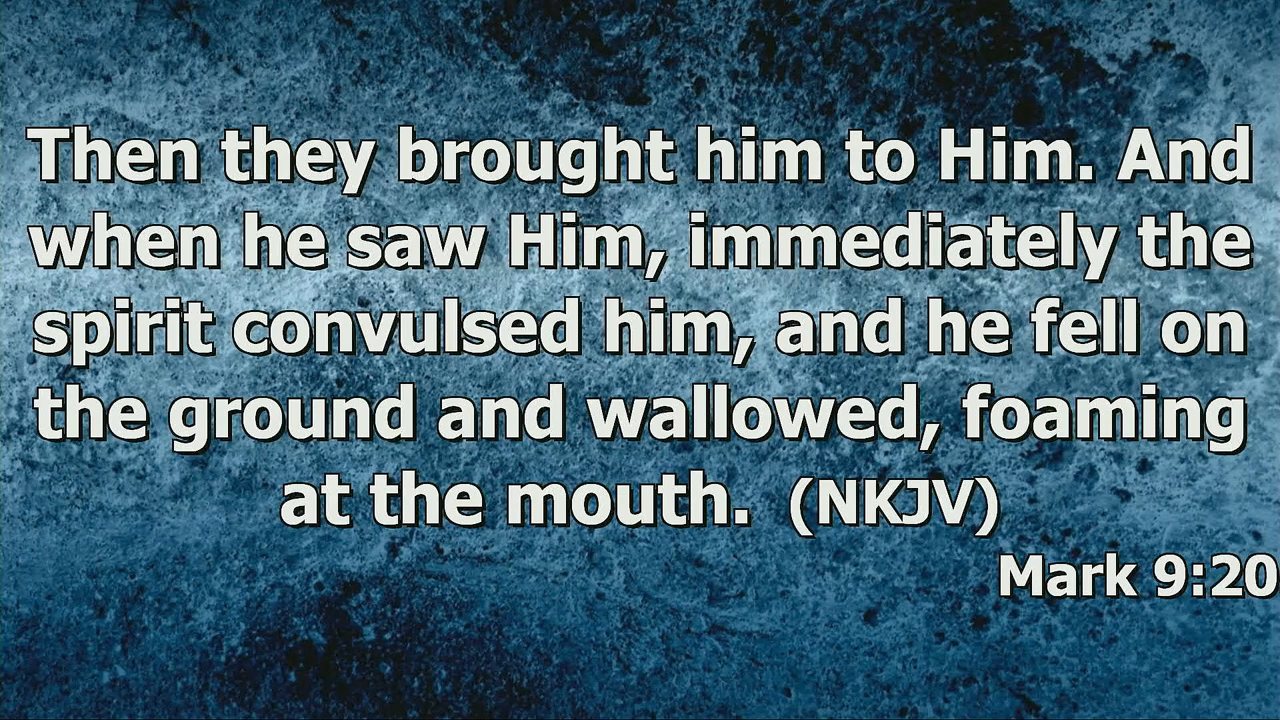 Then they brought him to Him. And
when he saw Him, immediately the
spirit convulsed him, and he fell on
the ground and wallowed, foaming
at the mouth. (NKJV)
Mark 9:20